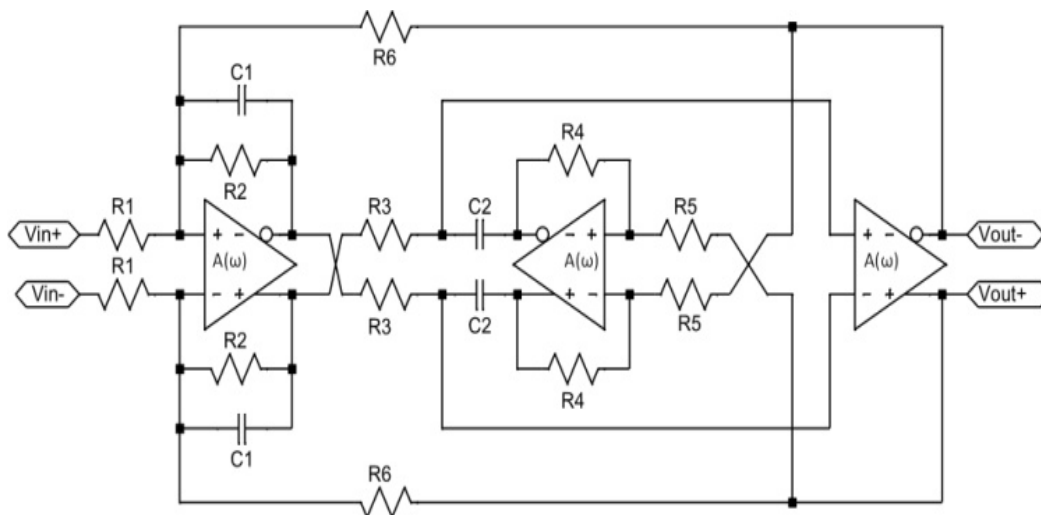 R6
C1
R4
R2
R1
R3
C2
R5
Vin+
+ −
− +
+ −
Vout-
A(ω)
A(ω)
A(ω)
Vin-
− +
+ −
− +
Vout+
R1
R3
C2
R5
R2
R4
C1
R6